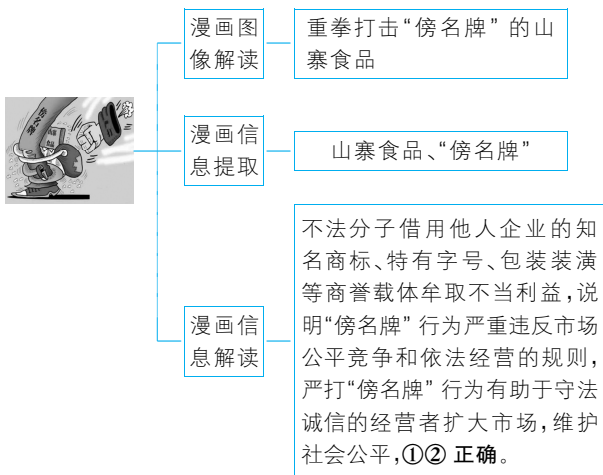 漫画图
像解读
重拳打击“傍名牌”的山
寨食品
傍名牌
漫画信
息提取
山寨食品、“傍名牌”
漫画信
息解读
不法分子借用他人企业的知
名商标、特有字号、包装装潢
等商誉载体牟取不当利益,说
明“傍名牌”行为严重违反市场
公平竞争和依法经营的规则,
严打“傍名牌”行为有助于守法
诚信的经营者扩大市场,维护
社会公平,①②正确。